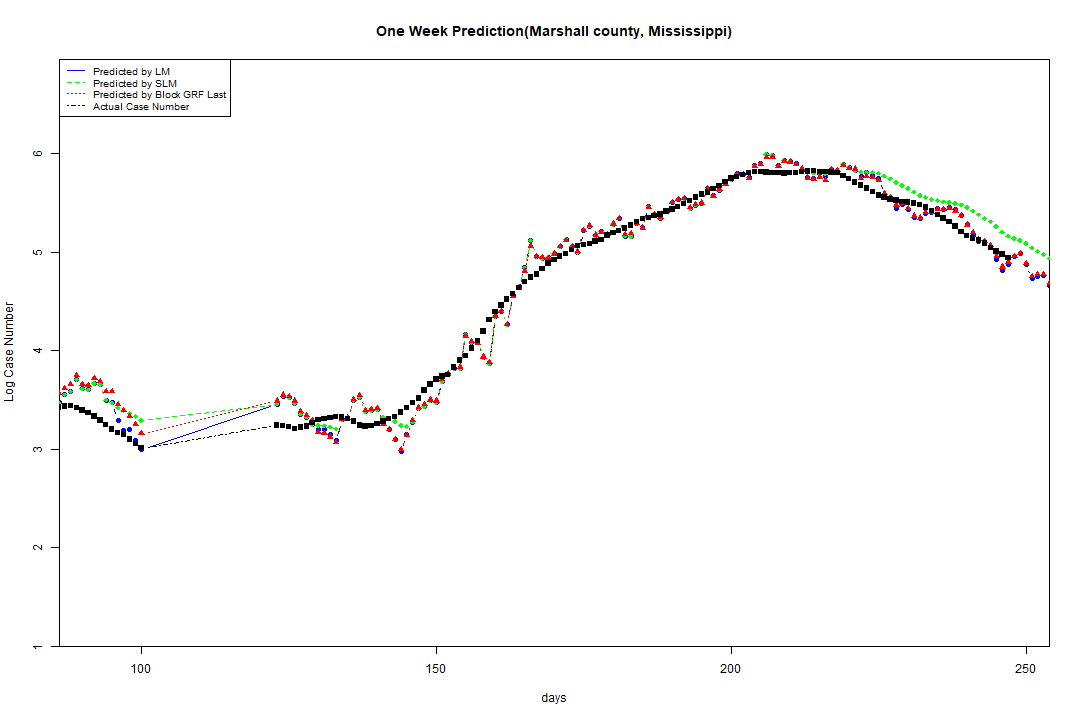 One Week Prediction(Marshall county, Mississippi)
Predicted by LM
Predicted by SLM
Predicted by Block GRF Last
Actual Case Number
6
5
4
3
2
1
Log Case Number
100
150
200
250
days